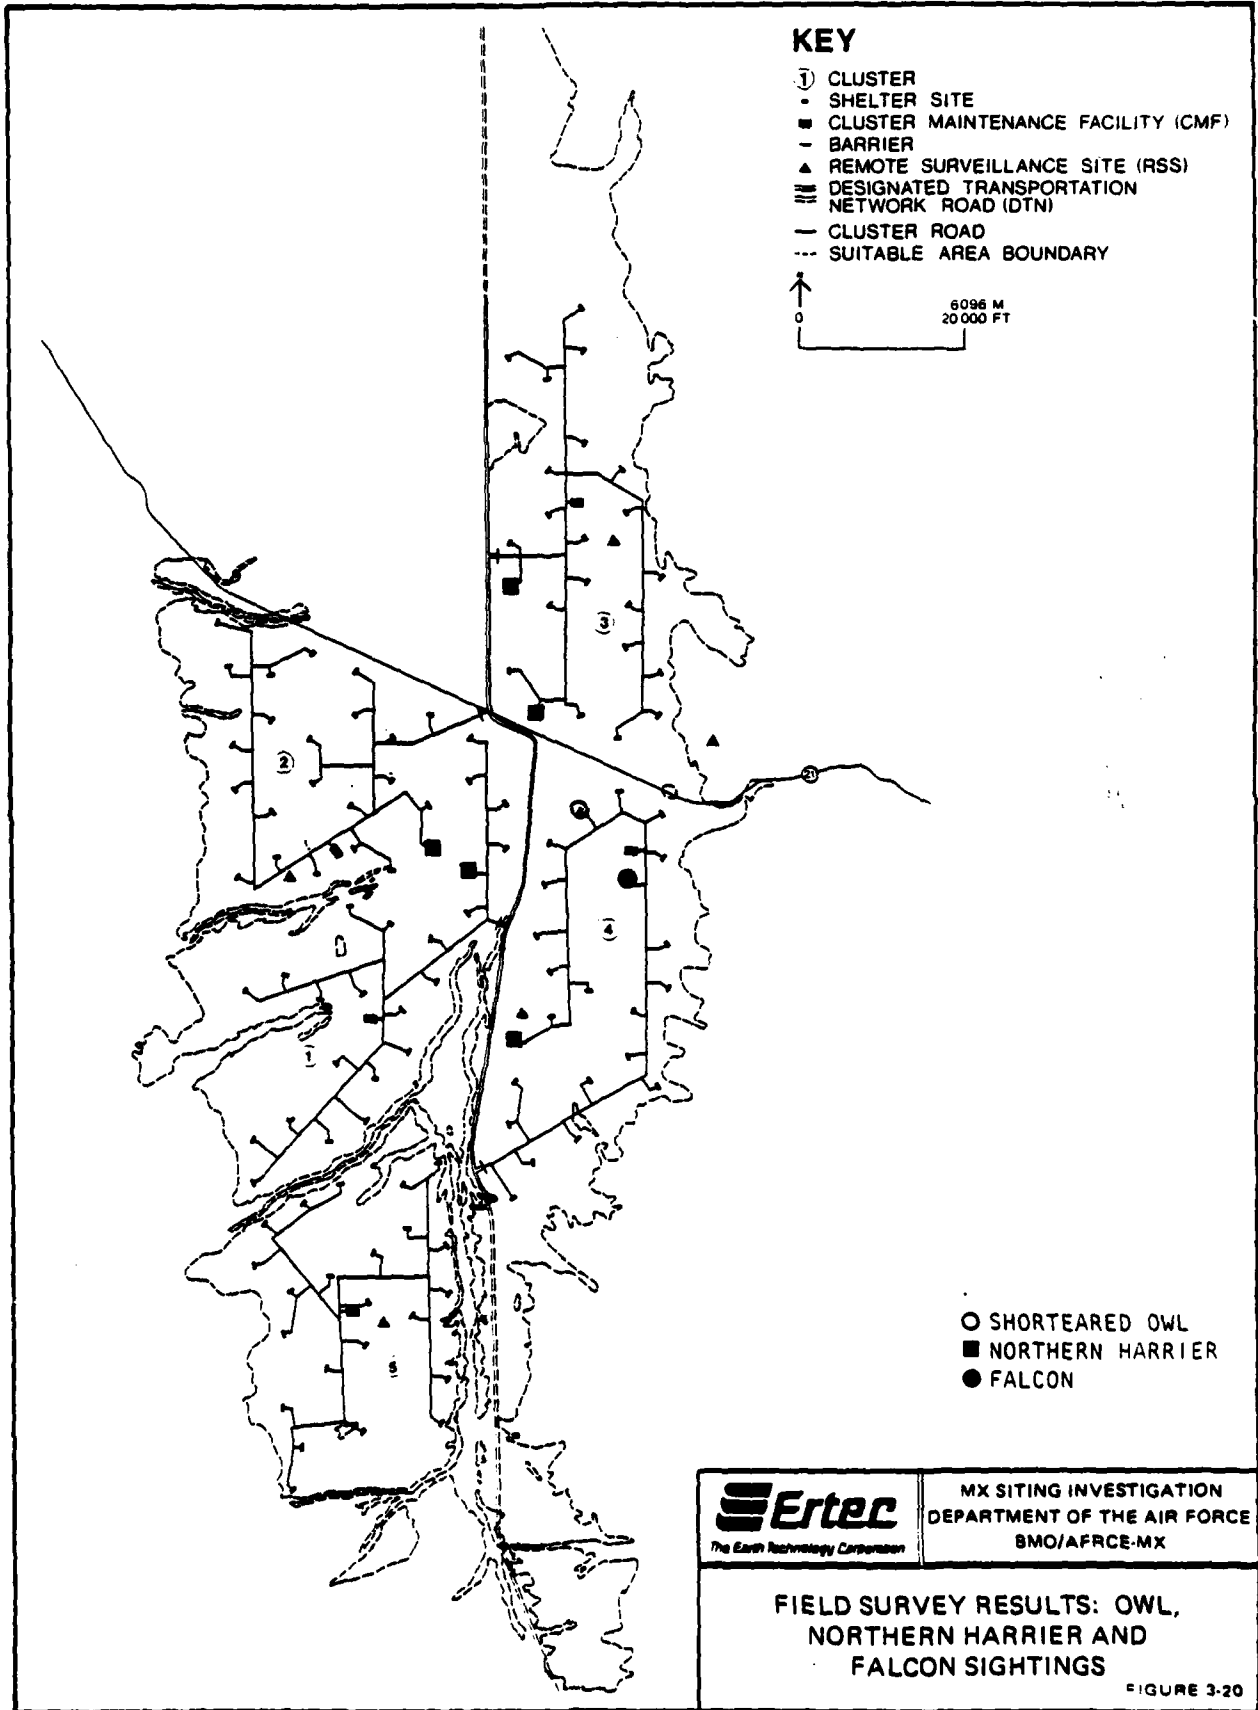 KEY
1 CLUSTER
SHELTER SITE
CLUSTER MAINTENANCE FACILITY (CMF)
BARRIER
REMOTE SURVEILLANCE SITE (RSS)
DESIGNATED TRANSPORTATION
NETWORK ROAD (DTN)
CLUSTER ROAD
SUITABLE AREA BOUNDARY
N
6096 M
0 20000 FT
3
2
21
4
1
5
SHORTEARED OWL
NORTHERN HARRIER
FALCON
Ertec
The Earth Technology Corporation
MX SITING INVESTIGATION
DEPARTMENT OF THE AIR FORCE
BMO/AFRCE-MX
FIELD SURVEY RESULTS: OWL,
NORTHERN HARRIER AND
FALCON SIGHTINGS
FIGURE 3-20